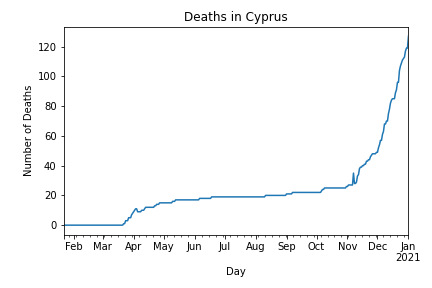 Deaths in Cyprus
Number of Deaths
120
100
80
60
40
20
0
Feb Mar Apr May Jun Jul Aug Sep Oct Nov Dec Jan
2021
Day